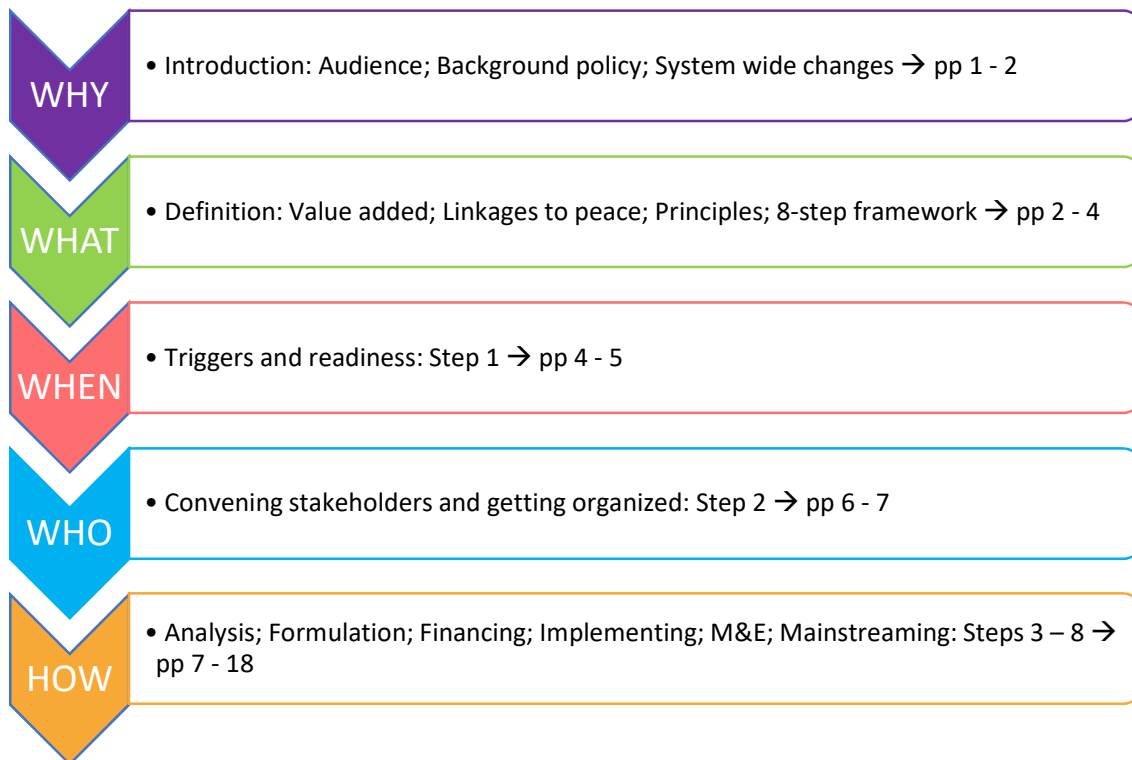 WHY
• Introduction: Audience; Background policy; System wide changes → pp 1 - 2
WHAT
• Definition: Value added; Linkages to peace; Principles; 8-step framework → pp 2 - 4
WHEN
• Triggers and readiness: Step 1 → pp 4 - 5
WHO
• Convening stakeholders and getting organized: Step 2 → pp 6 - 7
HOW
• Analysis; Formulation; Financing; Implementing; M&E; Mainstreaming: Steps 3 – 8 →
pp 7 - 18